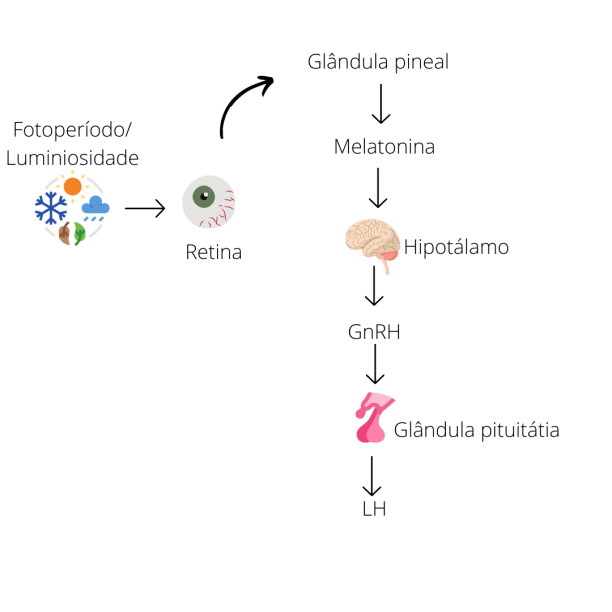 Fotoperíodo/
Luminiosidade
Retina
Glândula pineal
Melatonina
Hipotálamo
GnRH
Glândula pituitátia
LH